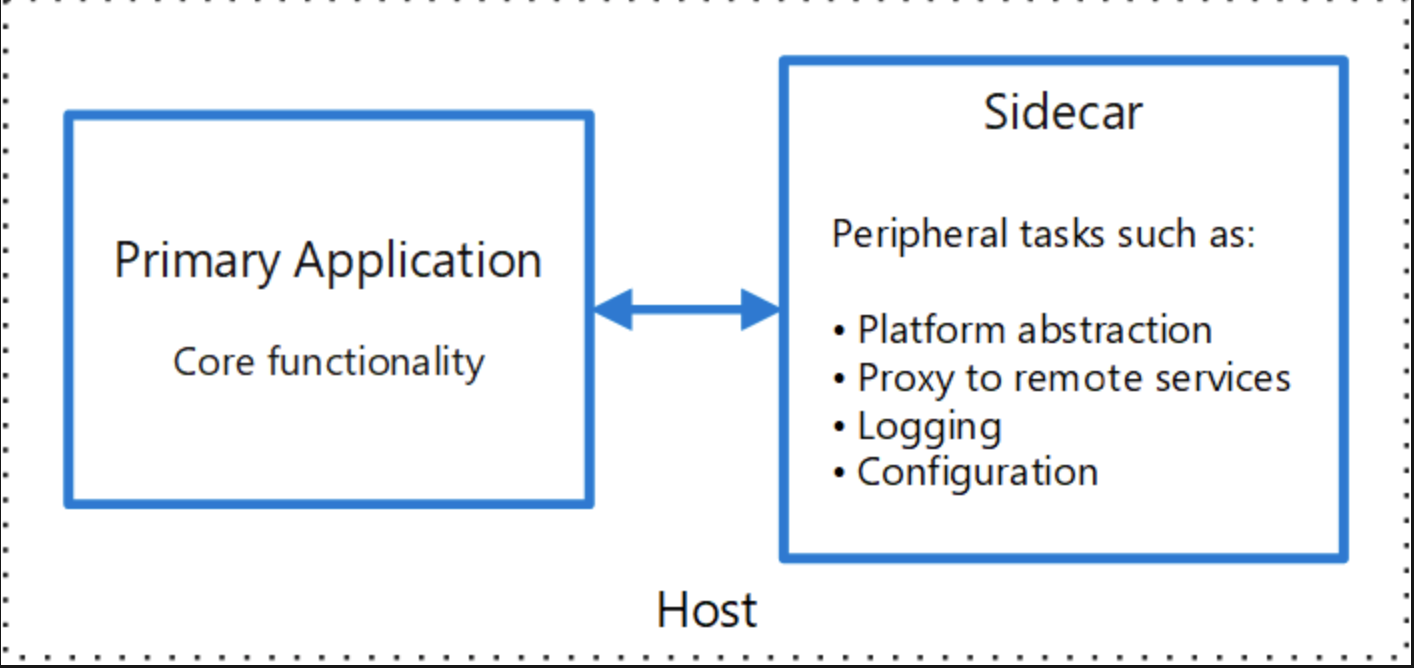 Primary Application
Core functionality
Sidecar
Peripheral tasks such as:
• Platform abstraction
• Proxy to remote services
• Logging
• Configuration
Host